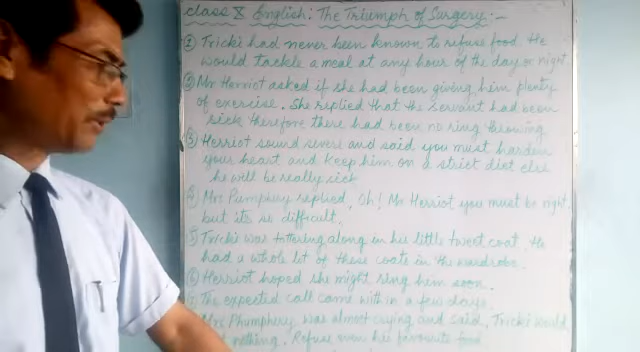 Class X English: The Triumph of Surgery:-
① Tricki had never been known to refuse food. He
would tackle a meal at any hour of the day or night.
② Mr Herriot asked if she had been giving him plenty
of exercise. She replied that the servant had been
sick therefore there had been no ring throwing
③ Herriot sound severe and said you must harden
your heart and keep him on a strict diet else
he will be really sick
④ Mrs Pumphery replied, Oh! Mr Herriot you must be right,
but its so difficult.
⑤ Tricki was tottering along in his little tweet coat. He
had a whole lot of these coats in the wardrobe.
⑥ Herriot hoped she might ring him soon.
The expected call came with in a few days.
Mrs Phumphery was almost crying and said, Tricki would
nothing. Refuse even his favourite food